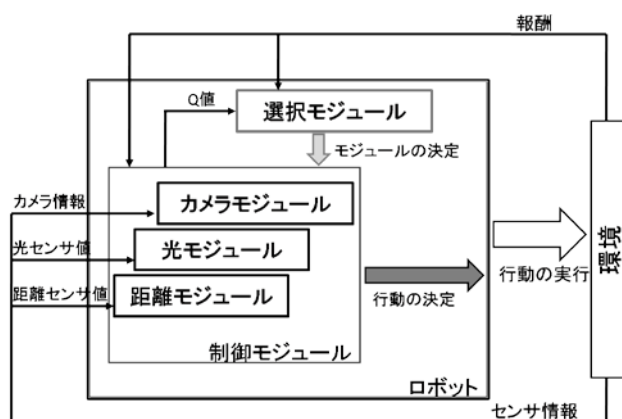 報酬
Q値
選択モジュール
モジュールの決定
カメラ情報
カメラモジュール
光センサ値
光モジュール
行動の実行
環境
距離センサ値
距離モジュール
行動の決定
制御モジュール
ロボット
センサ情報